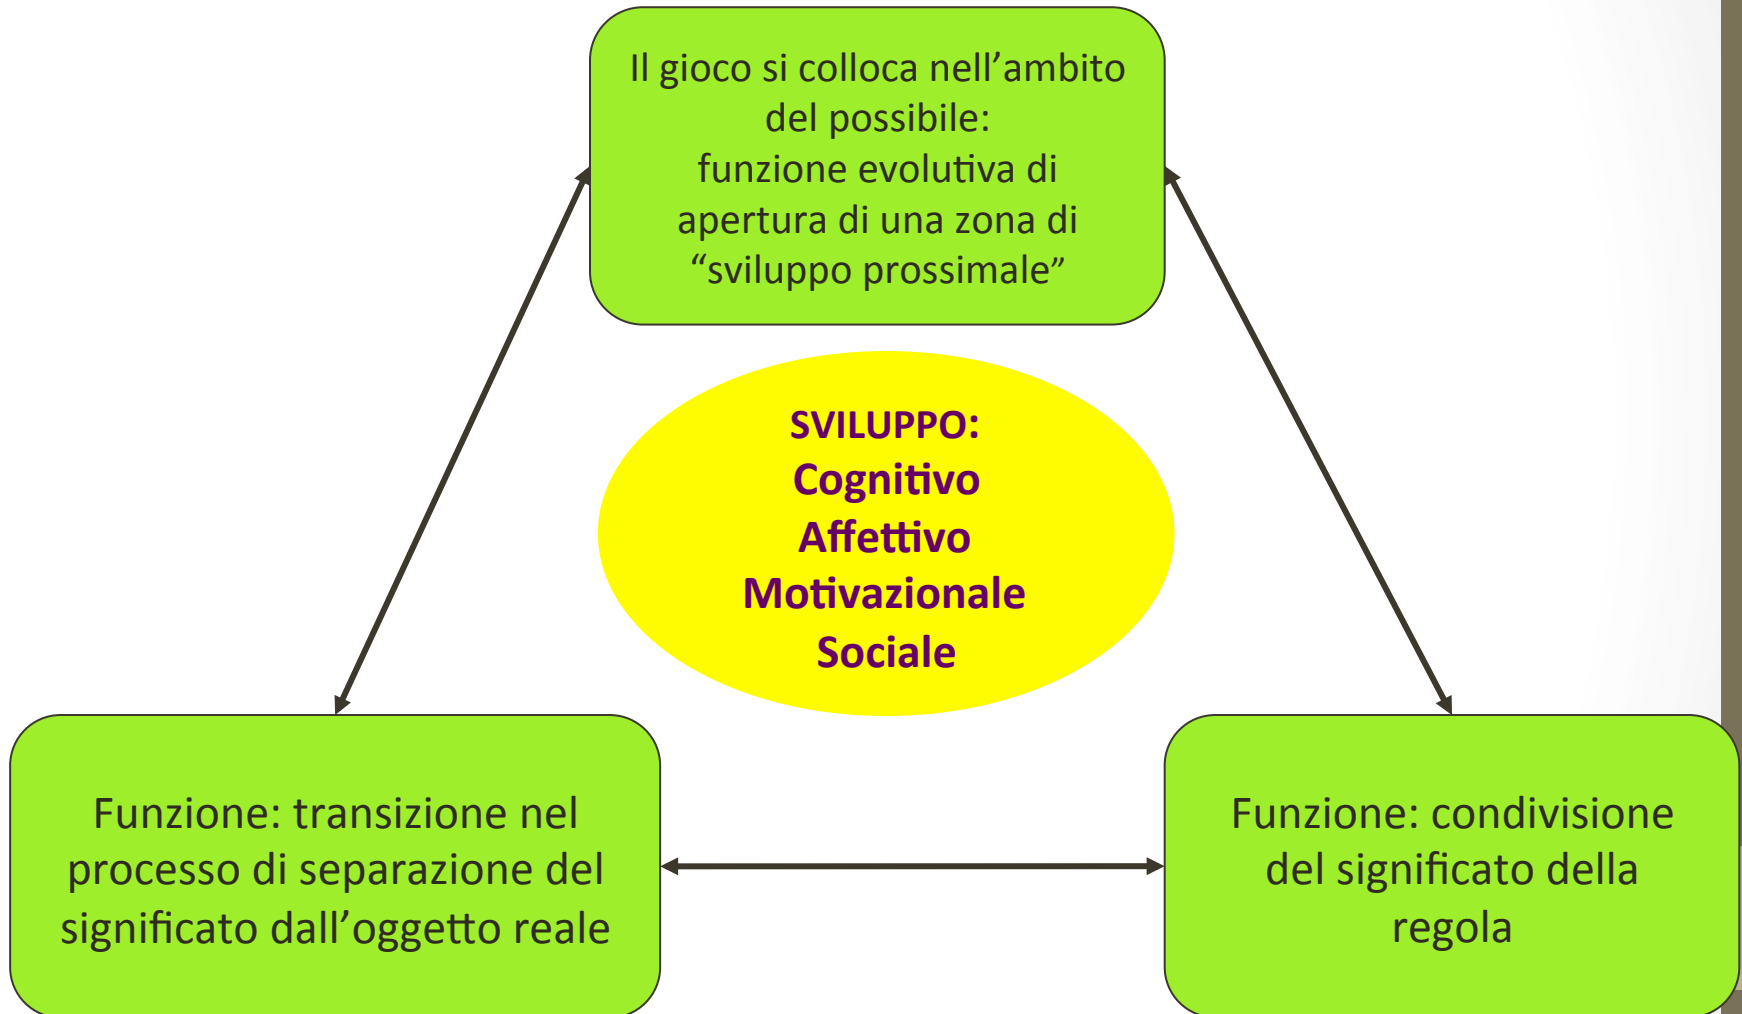 Il gioco si colloca nell’ambito
del possibile:
funzione evolutiva di
apertura di una zona di
“sviluppo prossimale”
SVILUPPO:
Cognitivo
Affettivo
Motivazionale
Sociale
Funzione: transizione nel
processo di separazione del
significato dall’oggetto reale
Funzione: condivisione
del significato della
regola